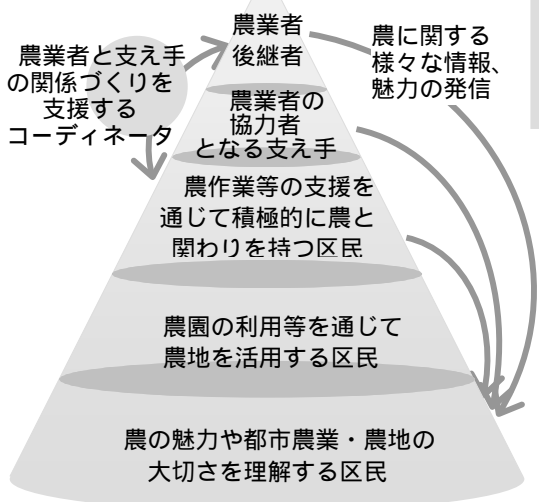 農業者
後継者
農業者と支え手
の関係づくりを
支援する
コーディネータ
農に関する
様々な情報、
魅力の発信
農業者の
協力者
となる支え手
農作業等の支援を
通じて積極的に農と
関わりを持つ区民
農園の利用等を通じて
農地を活用する区民
農の魅力や都市農業・農地の
大切さを理解する区民